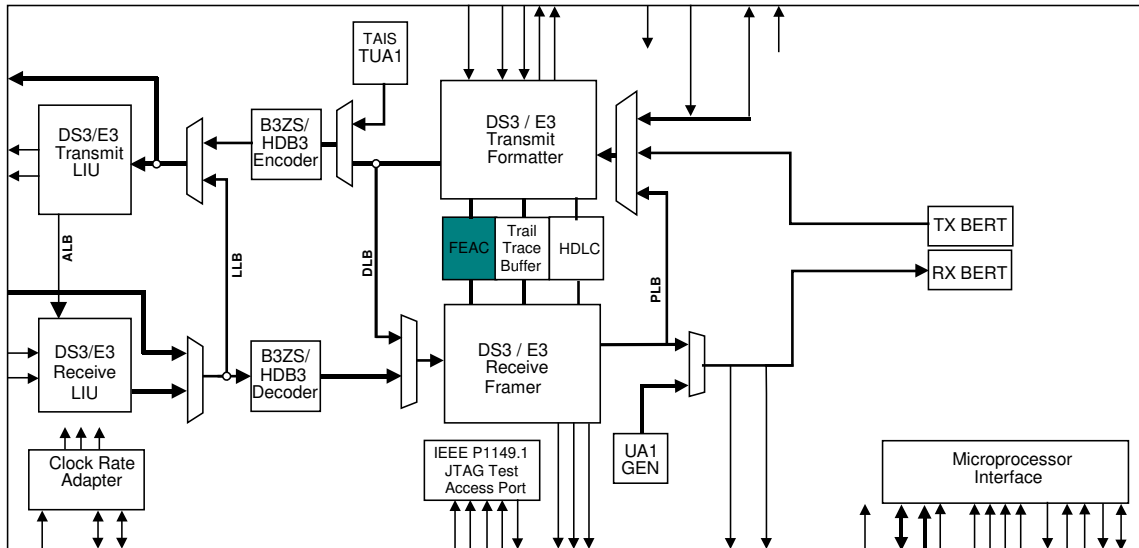 TAIS
TUA1
DS3/E3
Transmit
LIU
B3ZS/
HDB3
Encoder
DS3 / E3
Transmit
Formatter
ALB
LLB
DLB
FEAC
Trail
Trace
Buffer
HDLC
PLB
TX BERT
RX BERT
DS3/E3
Receive
LIU
B3ZS/
HDB3
Decoder
DS3 / E3
Receive
Framer
UA1
GEN
Clock Rate
Adapter
IEEE P1149.1
JTAG Test
Access Port
Microprocessor
Interface